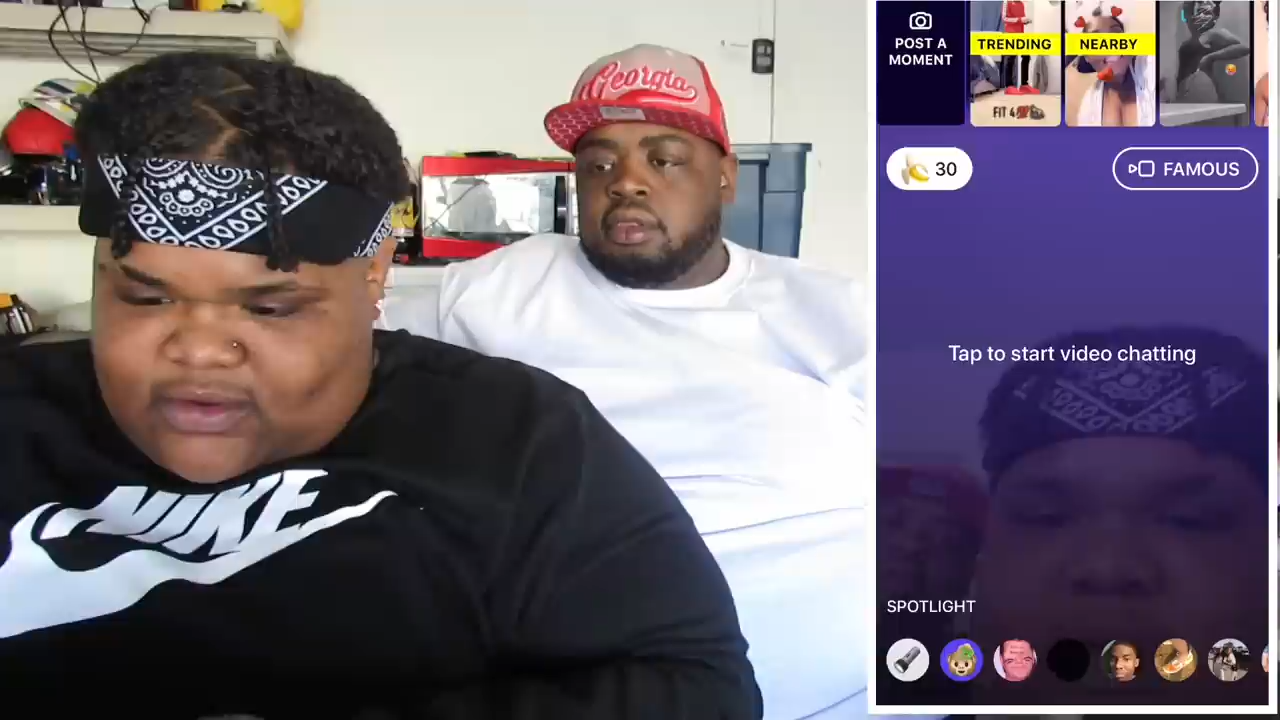 Georgia
NIKE
POST A
MOMENT
TRENDING
NEARBY
FIT 4
30
FAMOUS
Tap to start video chatting
SPOTLIGHT